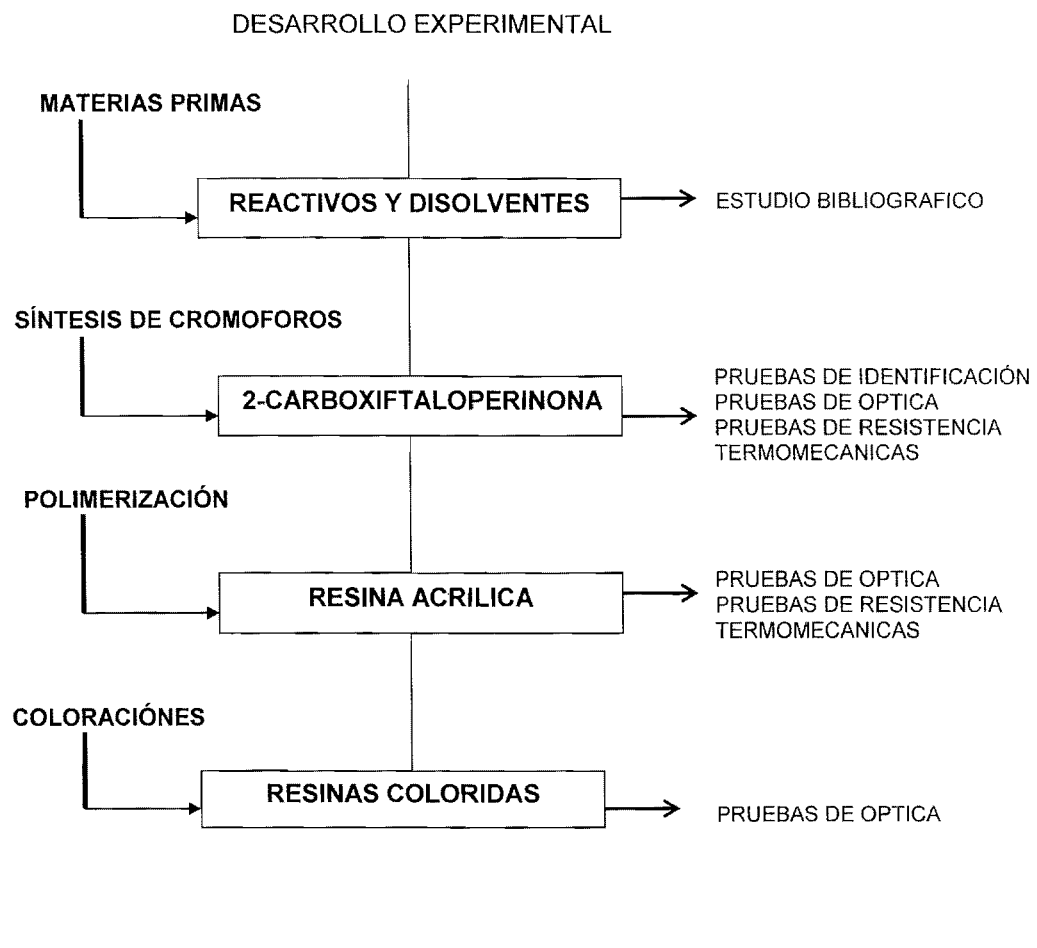 DESARROLLO EXPERIMENTAL
MATERIAS PRIMAS
REACTIVOS Y DISOLVENTES
ESTUDIO BIBLIOGRAFICO
SÍNTESIS DE CROMOFOROS
2-CARBOXIFTALOPERINONA
PRUEBAS DE IDENTIFICACIÓN
PRUEBAS DE OPTICA
PRUEBAS DE RESISTENCIA
TERMOMECANICAS
POLIMERIZACIÓN
RESINA ACRILICA
PRUEBAS DE OPTICA
PRUEBAS DE RESISTENCIA
TERMOMECANICAS
COLORACIÓNES
RESINAS COLORIDAS
PRUEBAS DE OPTICA